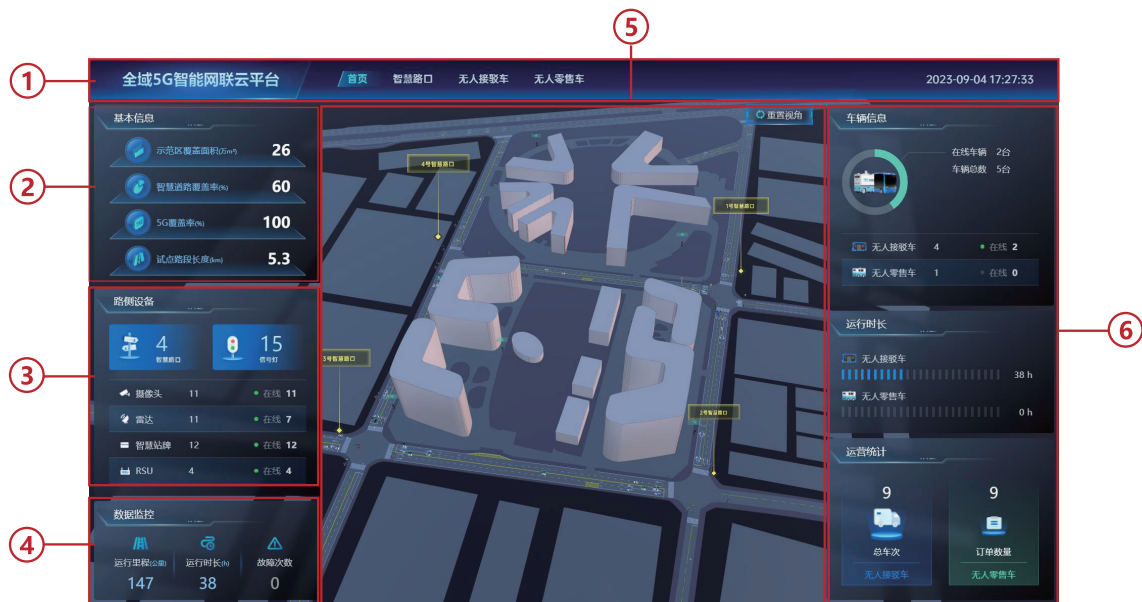 ⑤
①
全域5G智能网联云平台
首页 智慧路口 无人接驳车 无人零售车
2023-09-04 17:27:33
②
基本信息
示范区覆盖面积(万m²) 26
智慧道路覆盖率(%) 60
5G覆盖率(%) 100
试点路段长度(km) 5.3
③
路侧设备
4
智慧路口
15
信号灯
摄像头 11 在线 11
雷达 11 在线 7
智慧站牌 12 在线 12
RSU 4 在线 4
④
数据监控
运行里程(公里) 运行时长(h) 故障次数
147 38 0
重置视角
4号智慧路口
1号智慧路口
3号智慧路口
2号智慧路口
⑥
车辆信息
在线车辆 2台
车辆总数 5台
无人接驳车 4 在线 2
无人零售车 1 在线 0
运行时长
无人接驳车
38 h
无人零售车
0 h
运营统计
9 9
总车次 订单数量
无人接驳车 无人零售车